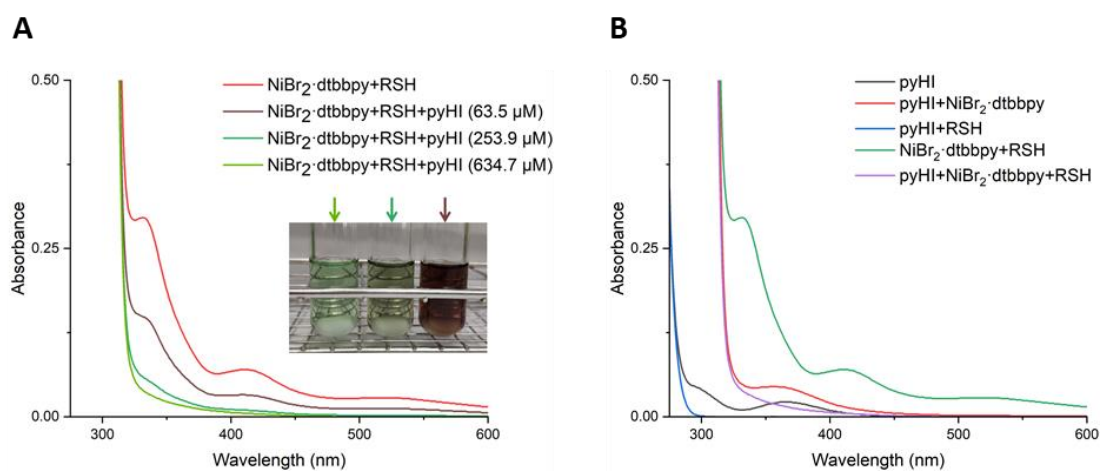 A
0.50
0.25
0.00
Absorbance
300
400
500
600
Wavelength (nm)
NiBr2·dtbbpy+RSH
NiBr2·dtbbpy+RSH+pyHI (63.5 μM)
NiBr2·dtbbpy+RSH+pyHI (253.9 μM)
NiBr2·dtbbpy+RSH+pyHI (634.7 μM)
B
0.50
0.25
0.00
Absorbance
300
400
500
600
Wavelength (nm)
pyHI
pyHI+NiBr2·dtbbpy
pyHI+RSH
NiBr2·dtbbpy+RSH
pyHI+NiBr2·dtbbpy+RSH